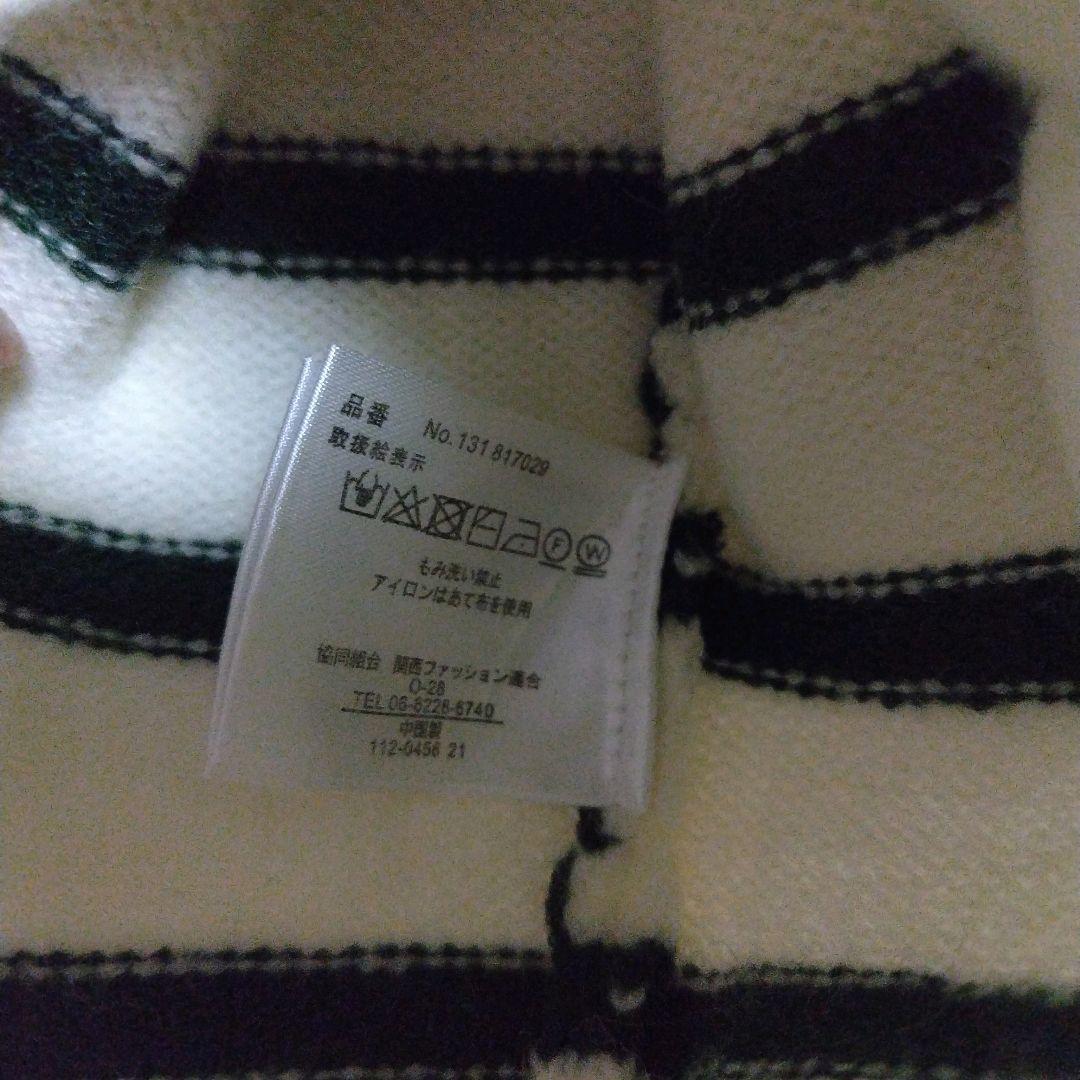 品番 No.131 817029
取扱絵表示
F W
もみ洗い禁止
アイロンはあて布を使用
協同組合 関西ファッション連合
O-28
TEL 06-6228-6740
中国製
112-0456 21